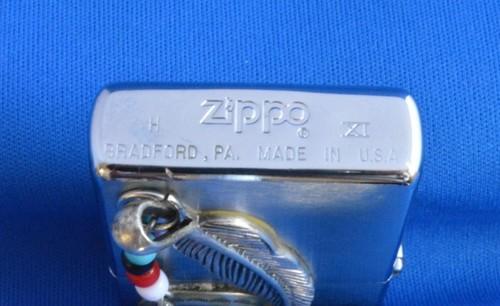 H Zippo ® XI
BRADFORD, PA. MADE IN U.S.A